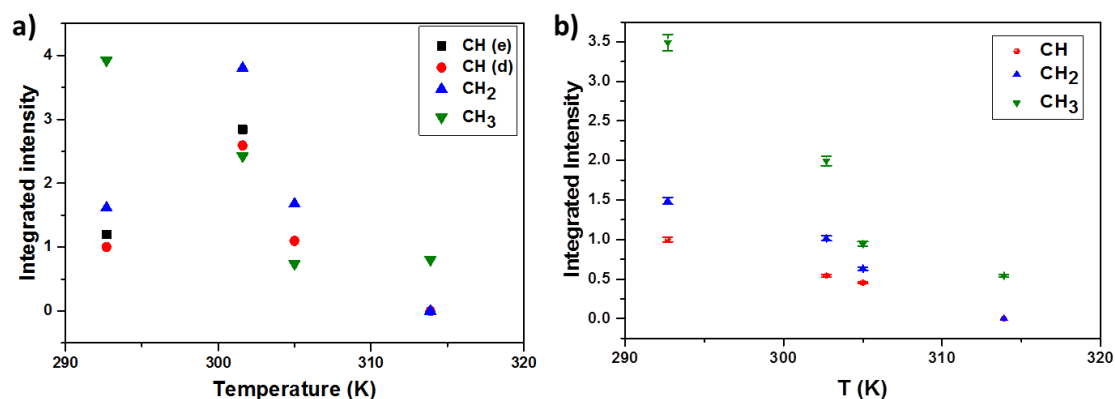 a)
CH (e)
CH (d)
CH2
CH3
4
3
2
1
0
290
300
310
320
Integrated intensity
Temperature (K)
b)
CH
CH2
CH3
3.5
3.0
2.5
2.0
1.5
1.0
0.5
0.0
290
300
310
320
Integrated Intensity
T (K)